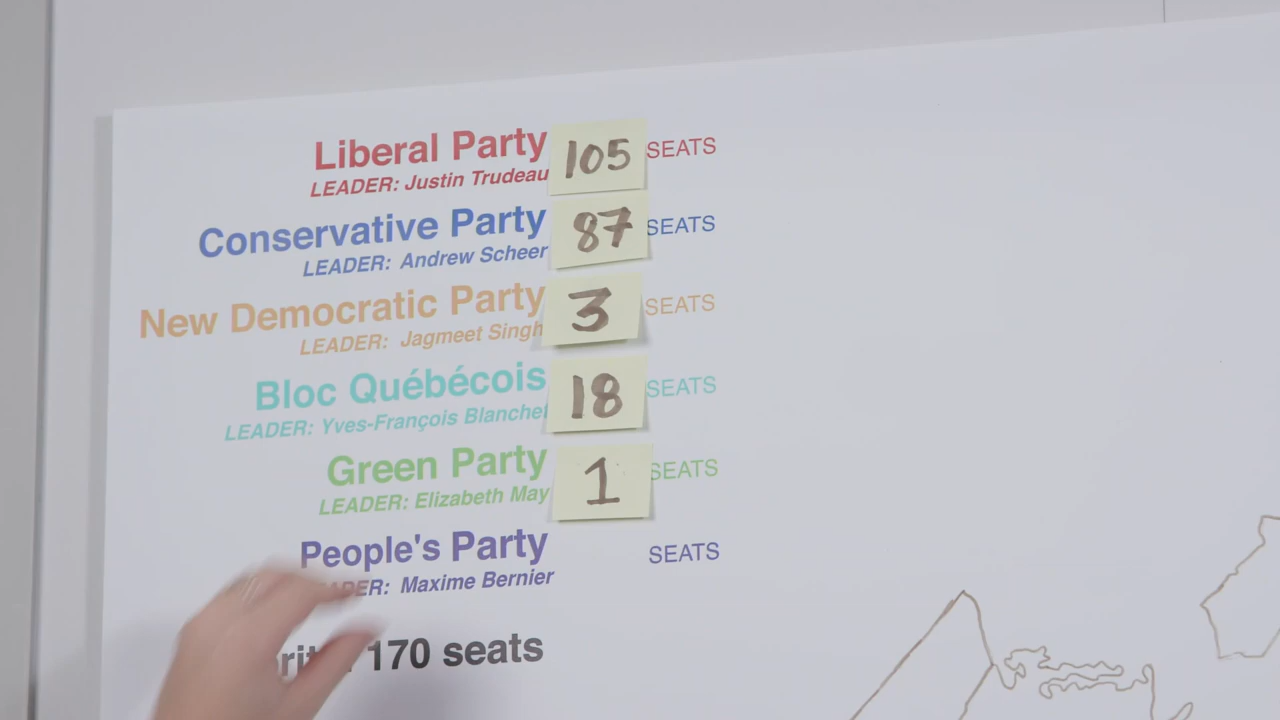 Liberal Party 105 SEATS
LEADER: Justin Trudeau
Conservative Party 87 SEATS
LEADER: Andrew Scheer
New Democratic Party 3 SEATS
LEADER: Jagmeet Singh
Bloc Québécois 18 SEATS
LEADER: Yves-François Blanchet
Green Party 1 SEATS
LEADER: Elizabeth May
People's Party SEATS
Maxime Bernier
170 seats